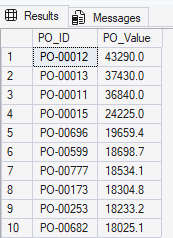 Results Messages
PO_ID PO_Value
1 PO-00012 43290.0
2 PO-00013 37430.0
3 PO-00011 36840.0
4 PO-00015 24225.0
5 PO-00696 19659.4
6 PO-00599 18698.7
7 PO-00777 18534.1
8 PO-00173 18304.8
9 PO-00253 18233.2
10 PO-00682 18025.1